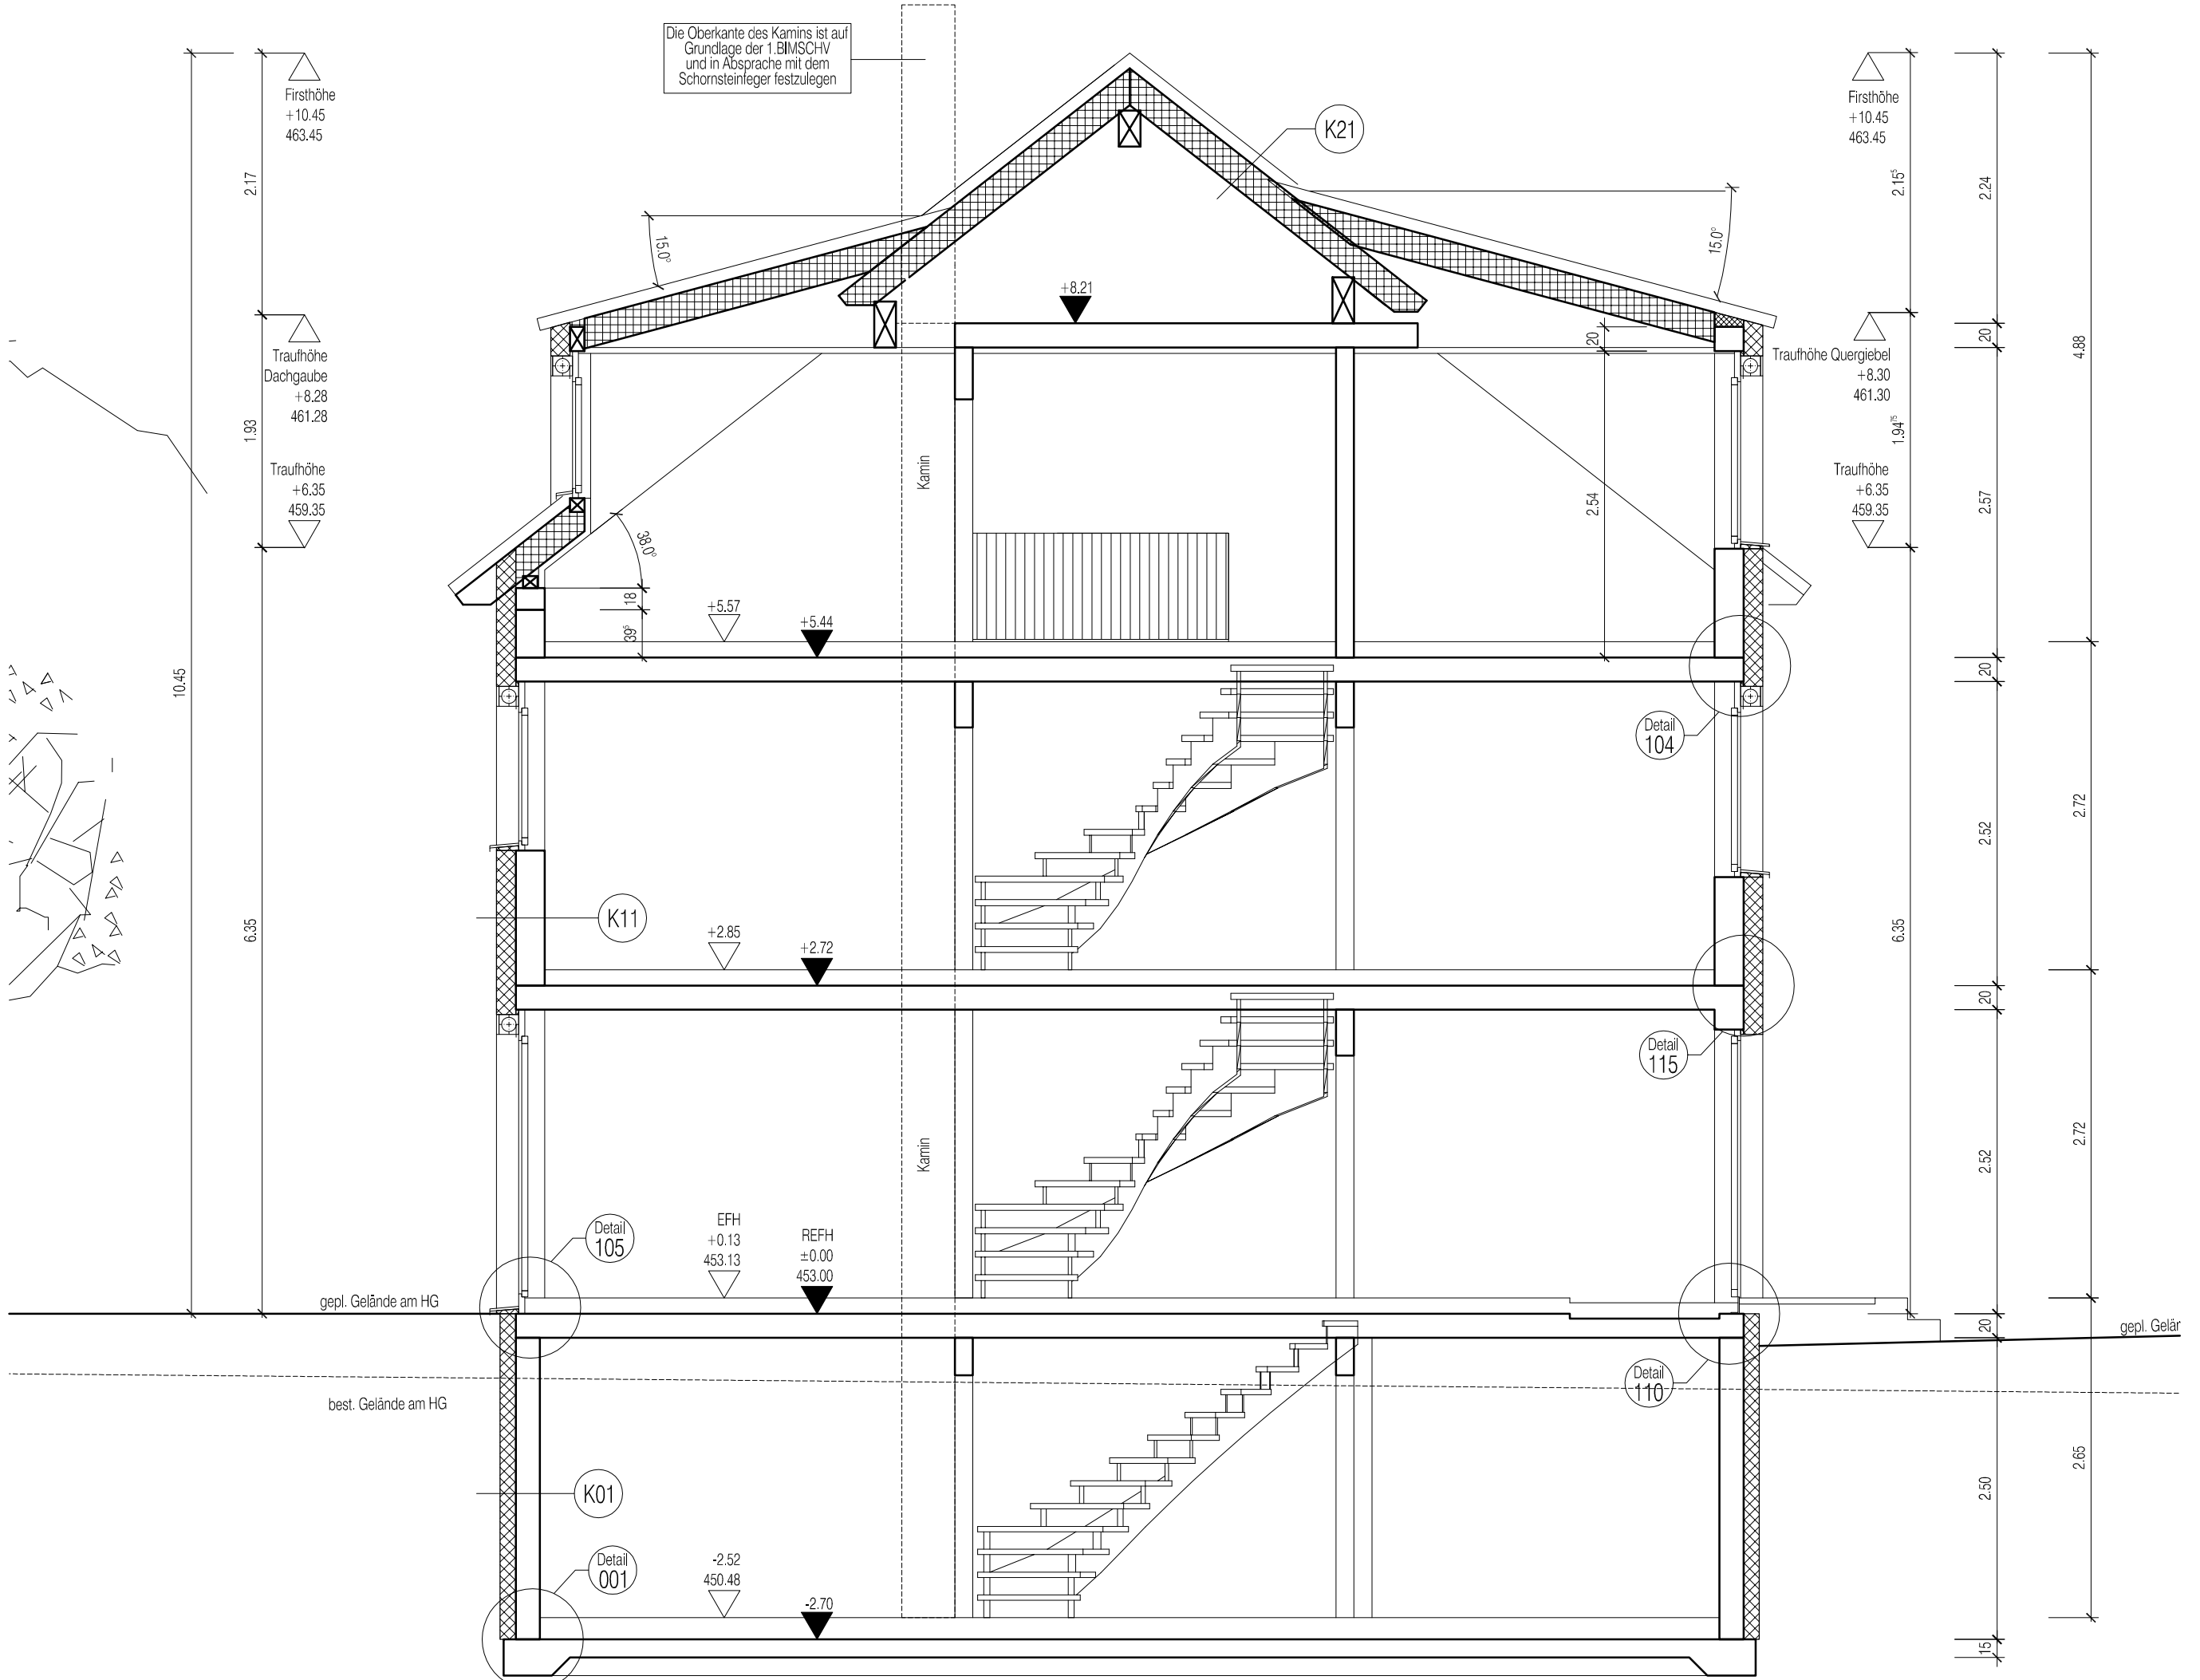 Die Oberkante des Kamins ist auf
Grundlage der 1.BIMSCHV
und in Absprache mit dem
Schornsteinfeger festzulegen
Firsthöhe
+10.45
463.45
Firsthöhe
+10.45
463.45
K21
2.17
2.15⁵
2.24
15.0°
15.0°
+8.21
Traufhöhe
Dachgaube
+8.28
461.28
20
Traufhöhe Quergiebel
+8.30
461.30
20
4.88
1.93
1.94⁷⁵
Traufhöhe
+6.35
459.35
Kamin
2.54
Traufhöhe
+6.35
459.35
2.57
38.0°
18
39⁵
+5.57
+5.44
10.45
20
Detail
104
2.72
2.52
K11
6.35
+2.85
+2.72
6.35
20
Detail
115
Kamin
2.72
2.52
Detail
105
EFH
+0.13
453.13
REFH
±0.00
453.00
gepl. Gelände am HG
20
gepl. Gelär
best. Gelände am HG
Detail
110
2.65
2.50
K01
Detail
001
-2.52
450.48
-2.70
15